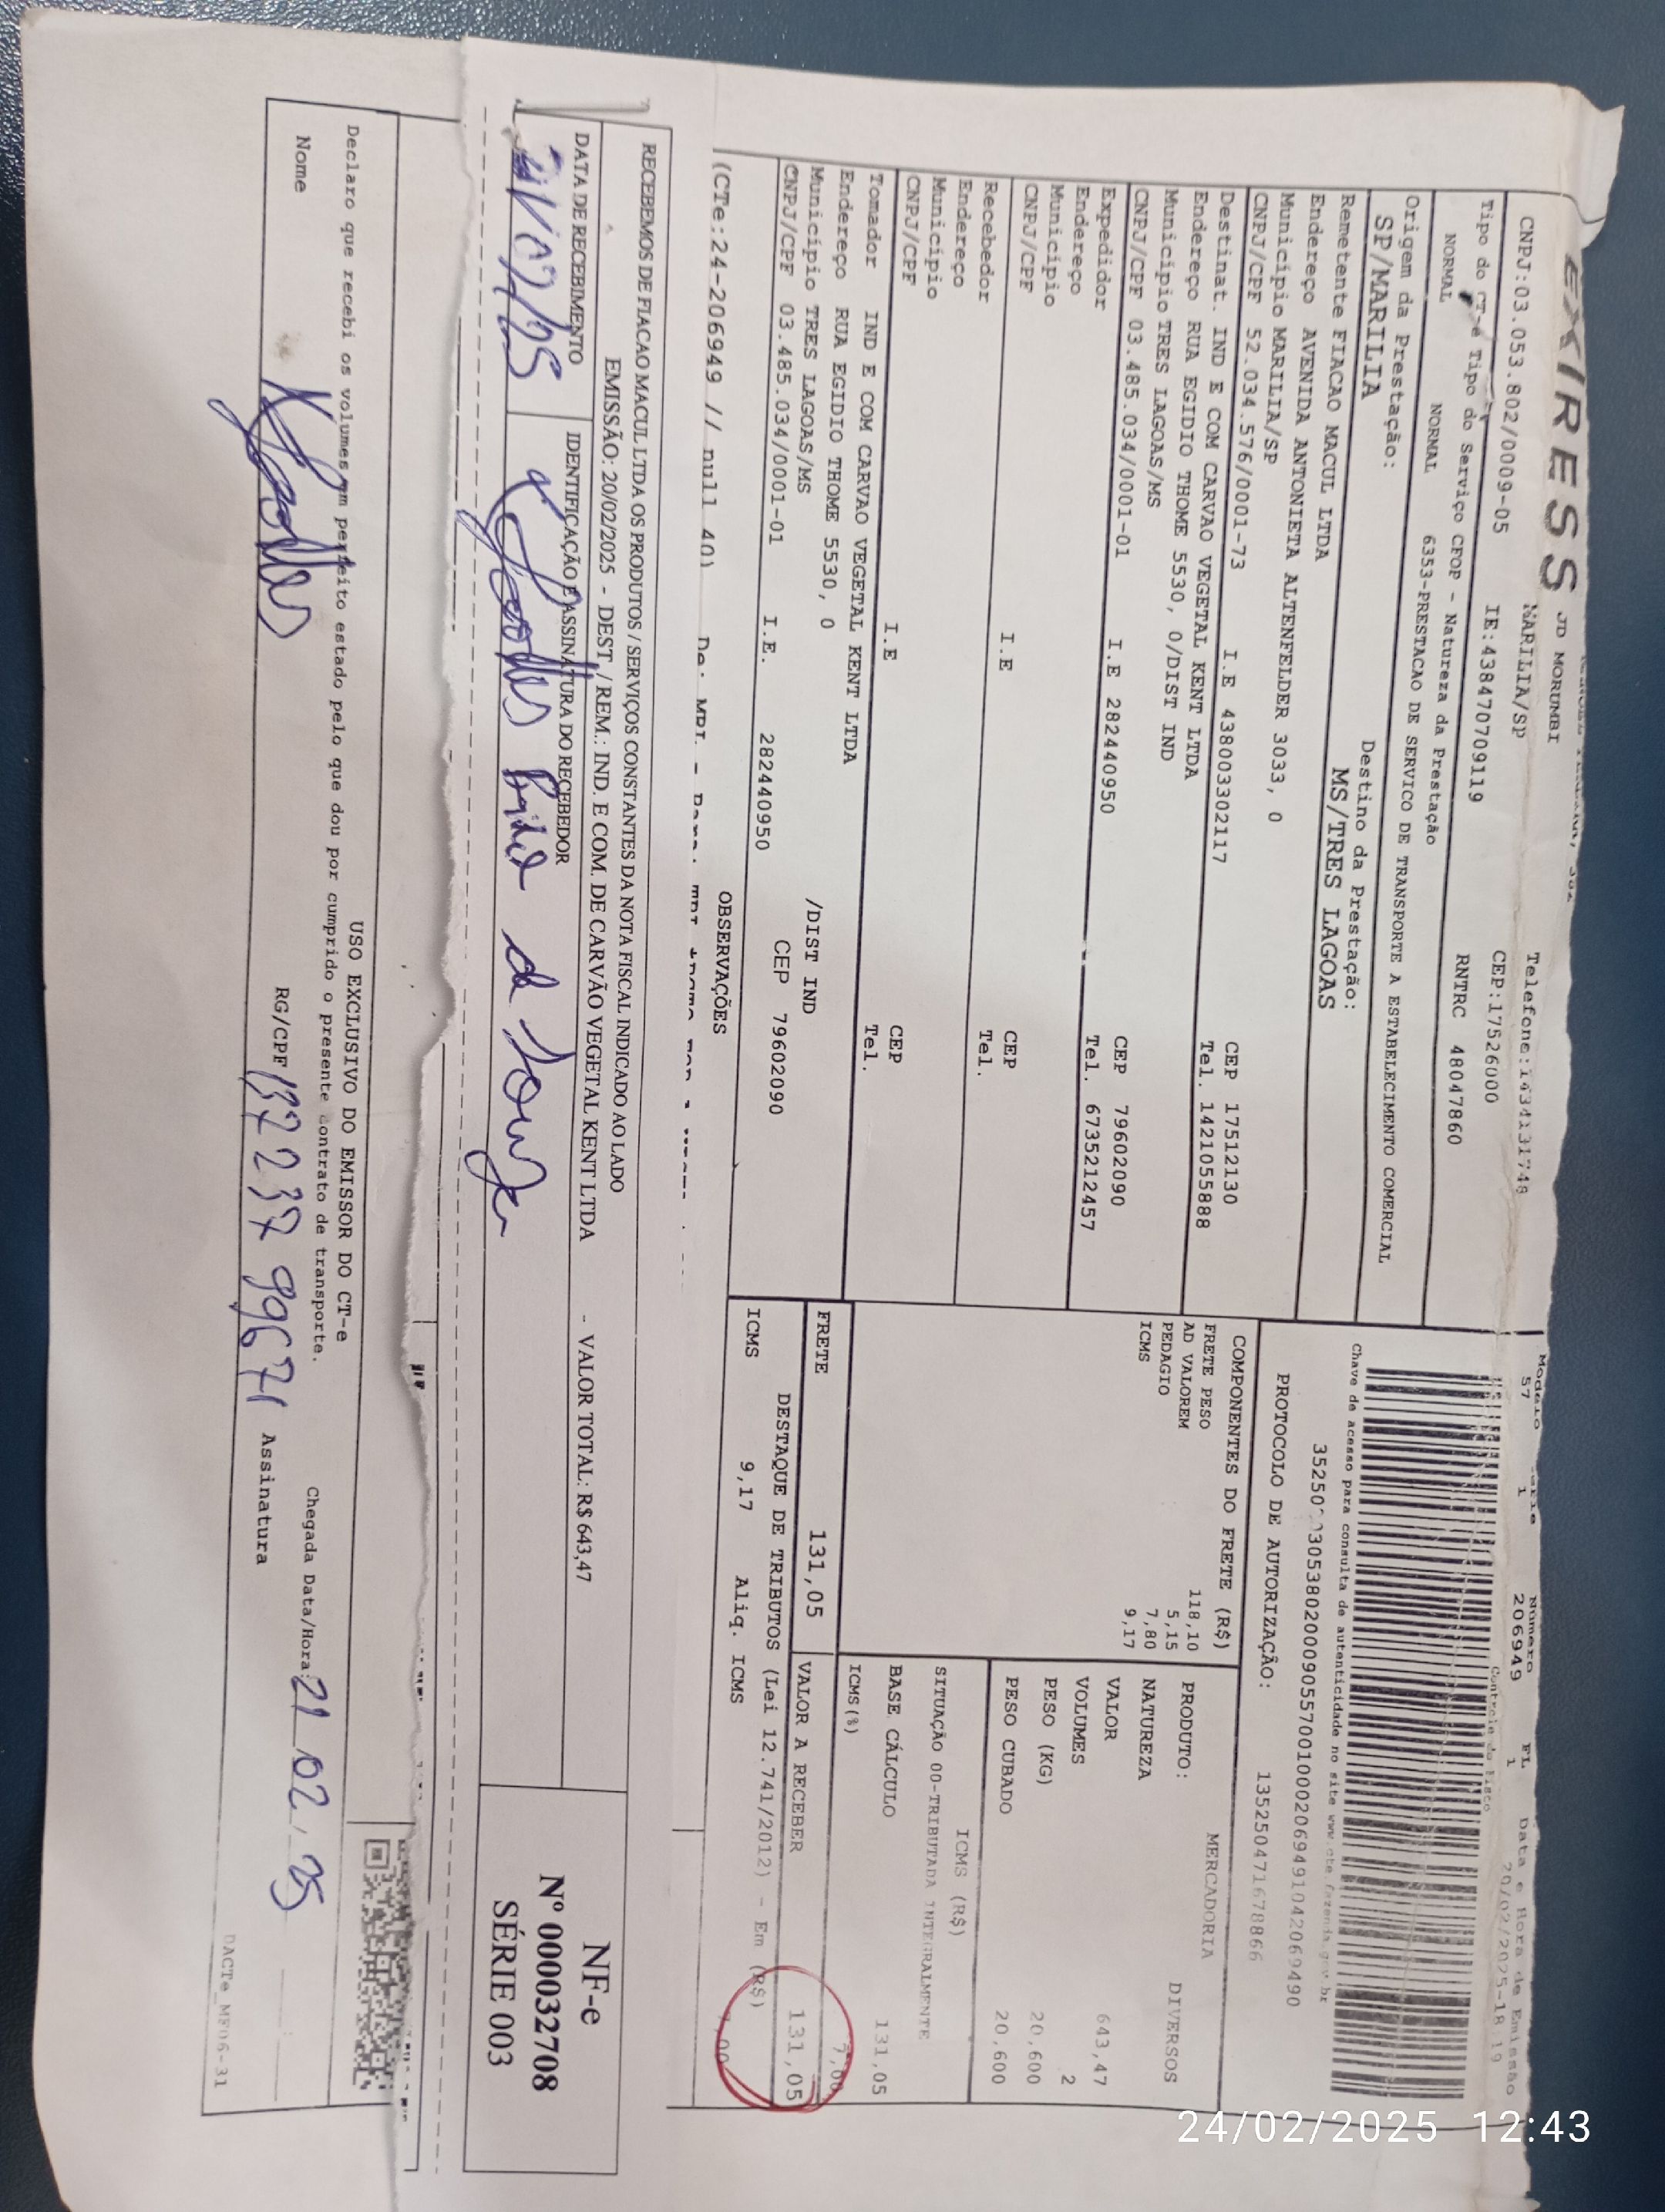 EXPRESS
JD MORUMBI
MARILIA/SP
Telefone:1434131748
CNPJ:03.053.802/0009-05 IE:438470709119 CEP:17526000
RNTRC 48047860
Modelo 57 Série 1 Número 206949 FL 1 Data e Hora de Emissão 20/02/2025-18:19
Controle do Fisco
Tipo do CT-e Tipo do Serviço CFOP - Natureza da Prestação
NORMAL NORMAL 6353-PRESTACAO DE SERVICO DE TRANSPORTE A ESTABELECIMENTO COMERCIAL
Origem da Prestação: Destino da Prestação:
SP/MARILIA MS/TRES LAGOAS
Chave de acesso para consulta de autenticidade no site www.cte.fazenda.gov.br
PROTOCOLO DE AUTORIZAÇÃO: 135250471678866
Remetente FIACAO MACUL LTDA
Endereço AVENIDA ANTONIETA ALTENFELDER 3033, 0
Município MARILIA/SP CEP 17512130
CNPJ/CPF 52.034.576/0001-73 I.E 438003302117 Tel. 1421055888
Destinat. IND E COM CARVAO VEGETAL KENT LTDA
Endereço RUA EGIDIO THOME 5530, 0/DIST IND
Município TRES LAGOAS/MS CEP 79602090
CNPJ/CPF 03.485.034/0001-01 I.E 282440950 Tel. 6735212457
Expedidor
Endereço
Município CEP
CNPJ/CPF I.E Tel.
Recebedor
Endereço
Município CEP
CNPJ/CPF I.E Tel.
Tomador IND E COM CARVAO VEGETAL KENT LTDA
Endereço RUA EGIDIO THOME 5530, 0 /DIST IND
Município TRES LAGOAS/MS CEP 79602090
CNPJ/CPF 03.485.034/0001-01 I.E. 282440950
COMPONENTES DO FRETE (R$)
FRETE PESO 118,10
AD VALOREM 5,15
PEDAGIO 7,80
ICMS 9,17
PRODUTO: MERCADORIA
NATUREZA DIVERSOS
VALOR 643,47
VOLUMES 2
PESO (KG) 20,600
PESO CUBADO 20,600
ICMS (R$)
SITUAÇÃO 00-TRIBUTADA INTEGRALMENTE
BASE CÁLCULO 131,05
ICMS(%) 7,00
FRETE 131,05 VALOR A RECEBER 131,05
DESTAQUE DE TRIBUTOS (Lei 12.741/2012) - Em (R$)
ICMS 9,17 Aliq. ICMS 7,00
OBSERVAÇÕES
(CTe:24-206949 // null 40)
RECEBEMOS DE FIACAO MACUL LTDA OS PRODUTOS / SERVIÇOS CONSTANTES DA NOTA FISCAL INDICADO AO LADO
EMISSÃO: 20/02/2025 - DEST. / REM.: IND. E COM. DE CARVÃO VEGETAL KENT LTDA - VALOR TOTAL: R$ 643,47
DATA DE RECEBIMENTO IDENTIFICAÇÃO E ASSINATURA DO RECEBEDOR
21/02/25
NF-e
Nº 000032708
SÉRIE 003
USO EXCLUSIVO DO EMISSOR DO CT-e
Declaro que recebi os volumes em perfeito estado pelo que dou por cumprido o presente contrato de transporte.
Chegada Data/Hora: 21 02, 25
Nome RG/CPF 137 237 996 71 Assinatura
DACTe_MF06-31
24/02/2025 12:43